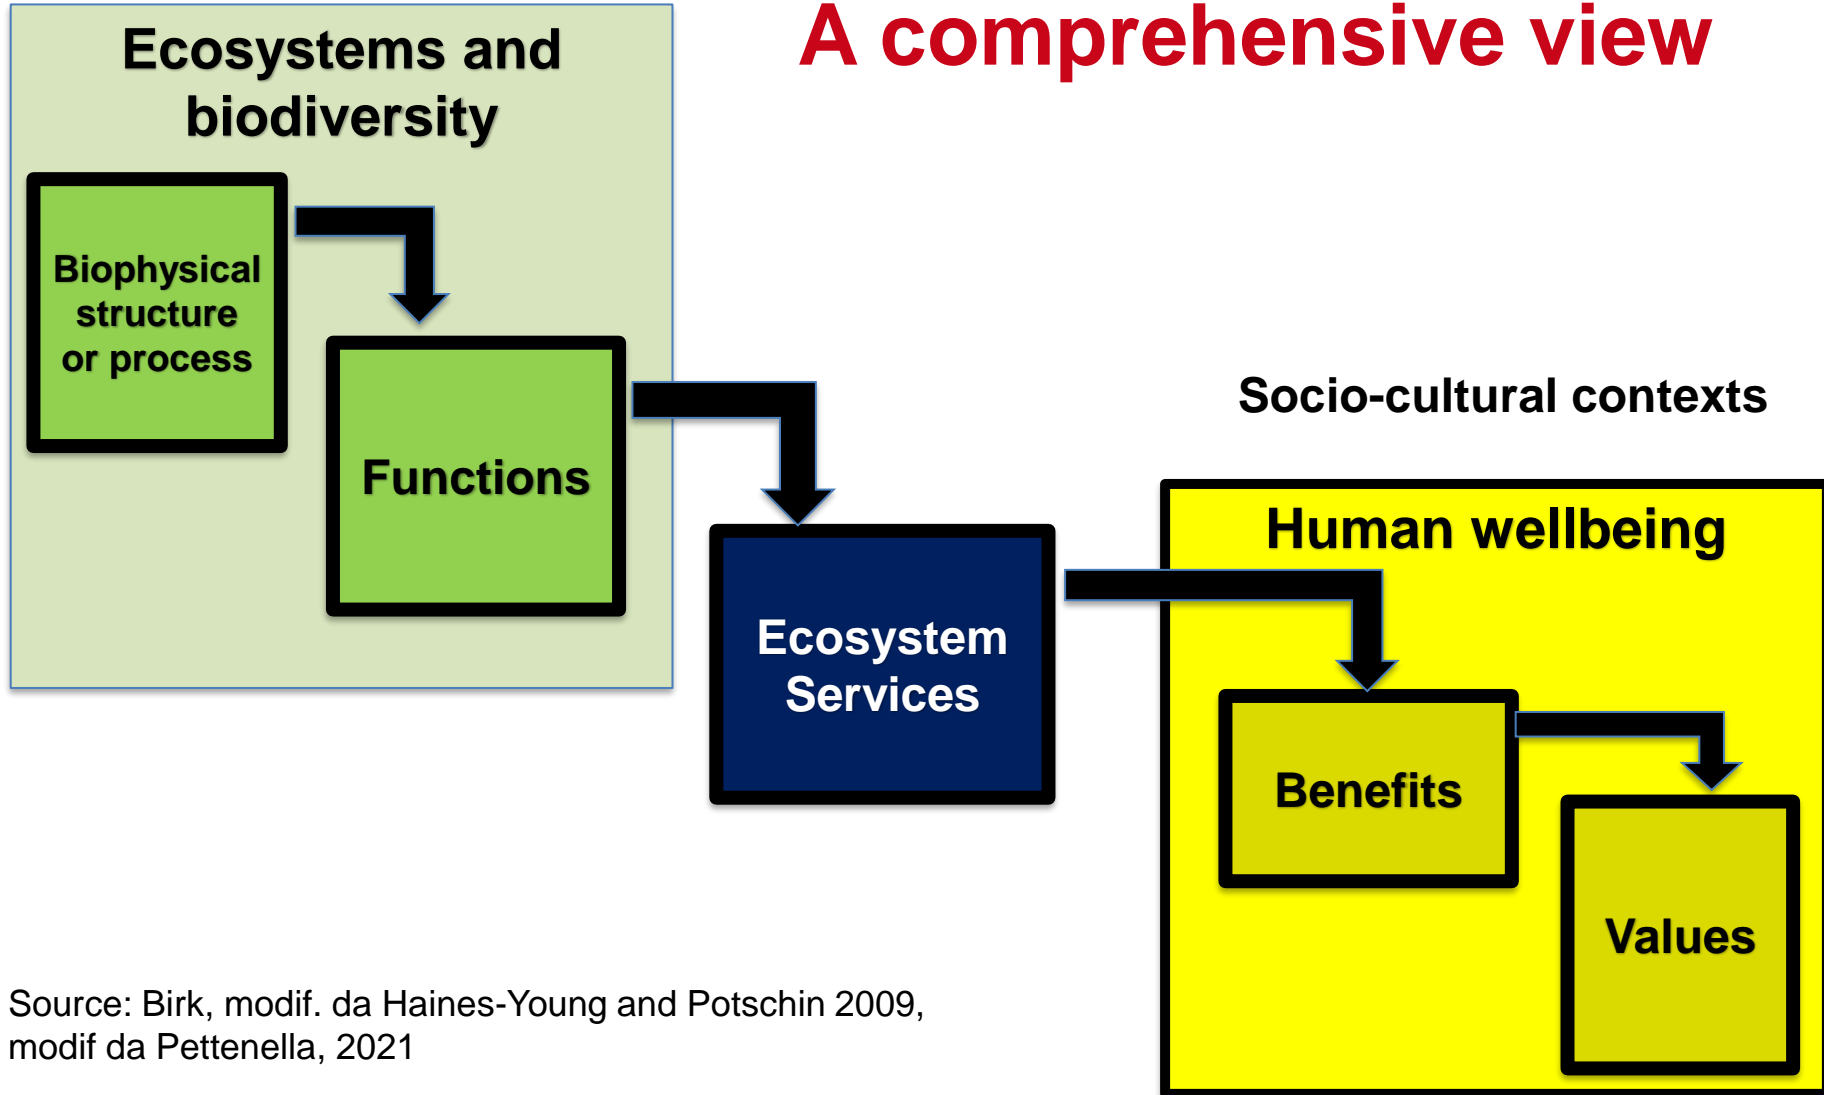 A comprehensive view
Ecosystems and
biodiversity
Biophysical
structure
or process
Functions
Ecosystem
Services
Socio-cultural contexts
Human wellbeing
Benefits
Values
Source: Birk, modif. da Haines-Young and Potschin 2009,
modif da Pettenella, 2021